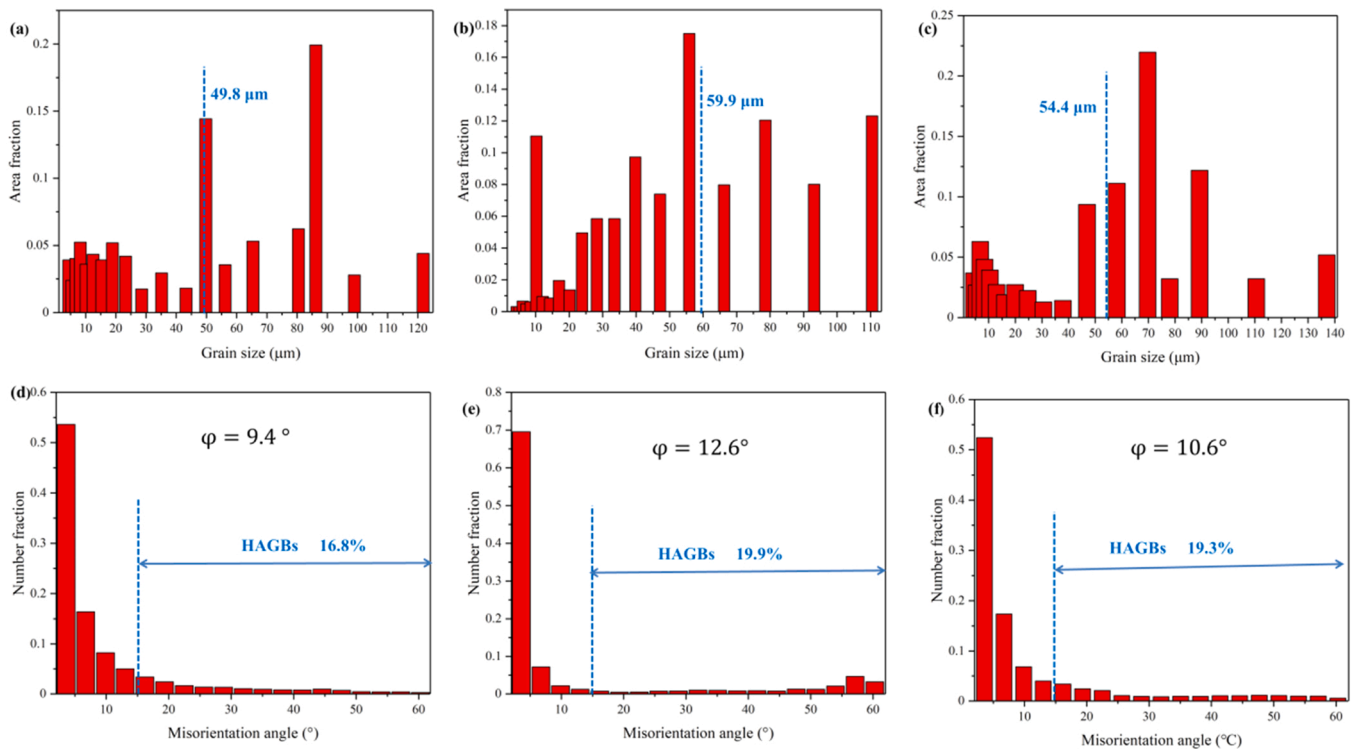 (a)
0.2
0.15
0.1
0.05
0
Area fraction
49.8 μm
10 20 30 40 50 60 70 80 90 100 110 120
Grain size (μm)
(b)
0.18
0.16
0.14
0.12
0.1
0.08
0.06
0.04
0.02
0
Area fraction
59.9 μm
10 20 30 40 50 60 70 80 90 100 110
Grain size (μm)
(c)
0.25
0.2
0.15
0.1
0.05
0
Area fraction
54.4 μm
10 20 30 40 50 60 70 80 90 100 110 120 130 140
Grain size (μm)
(d)
0.6
0.5
0.4
0.3
0.2
0.1
0
Number fraction
φ = 9.4 °
HAGBs 16.8%
10 20 30 40 50 60
Misorientation angle (°)
(e)
0.8
0.7
0.6
0.5
0.4
0.3
0.2
0.1
0
Number fraction
φ = 12.6°
HAGBs 19.9%
10 20 30 40 50 60
Misorientation angle (°)
(f)
0.6
0.5
0.4
0.3
0.2
0.1
0
Number fraction
φ = 10.6°
HAGBs 19.3%
10 20 30 40 50 60
Misorientation angle (°C)